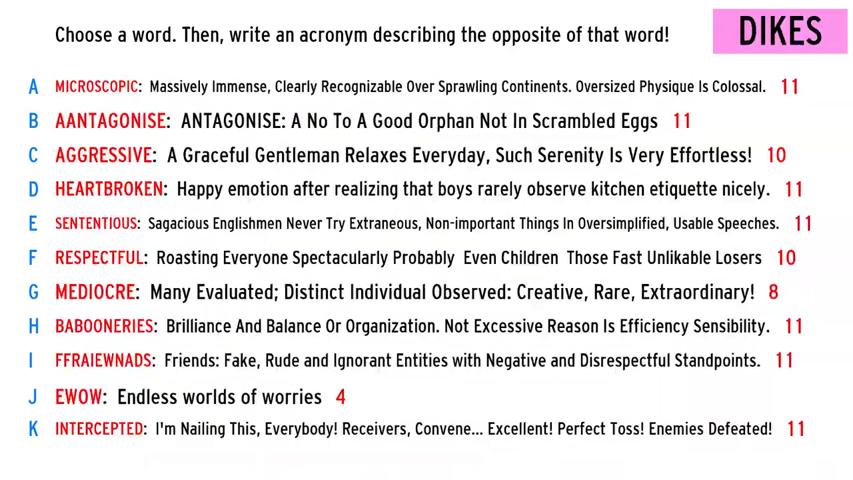 Choose a word. Then, write an acronym describing the opposite of that word!
DIKES
A MICROSCOPIC: Massively Immense, Clearly Recognizable Over Sprawling Continents. Oversized Physique Is Colossal. 11
B AANTAGONISE: ANTAGONISE: A No To A Good Orphan Not In Scrambled Eggs 11
C AGGRESSIVE: A Graceful Gentleman Relaxes Everyday, Such Serenity Is Very Effortless! 10
D HEARTBROKEN: Happy emotion after realizing that boys rarely observe kitchen etiquette nicely. 11
E SENTENTIOUS: Sagacious Englishmen Never Try Extraneous, Non-important Things In Oversimplified, Usable Speeches. 11
F RESPECTFUL: Roasting Everyone Spectacularly Probably Even Children Those Fast Unlikable Losers 10
G MEDIOCRE: Many Evaluated; Distinct Individual Observed: Creative, Rare, Extraordinary! 8
H BABOONERIES: Brilliance And Balance Or Organization. Not Excessive Reason Is Efficiency Sensibility. 11
I FFRAIEWNADS: Friends: Fake, Rude and Ignorant Entities with Negative and Disrespectful Standpoints. 11
J EWOW: Endless worlds of worries 4
K INTERCEPTED: I'm Nailing This, Everybody! Receivers, Convene... Excellent! Perfect Toss! Enemies Defeated! 11